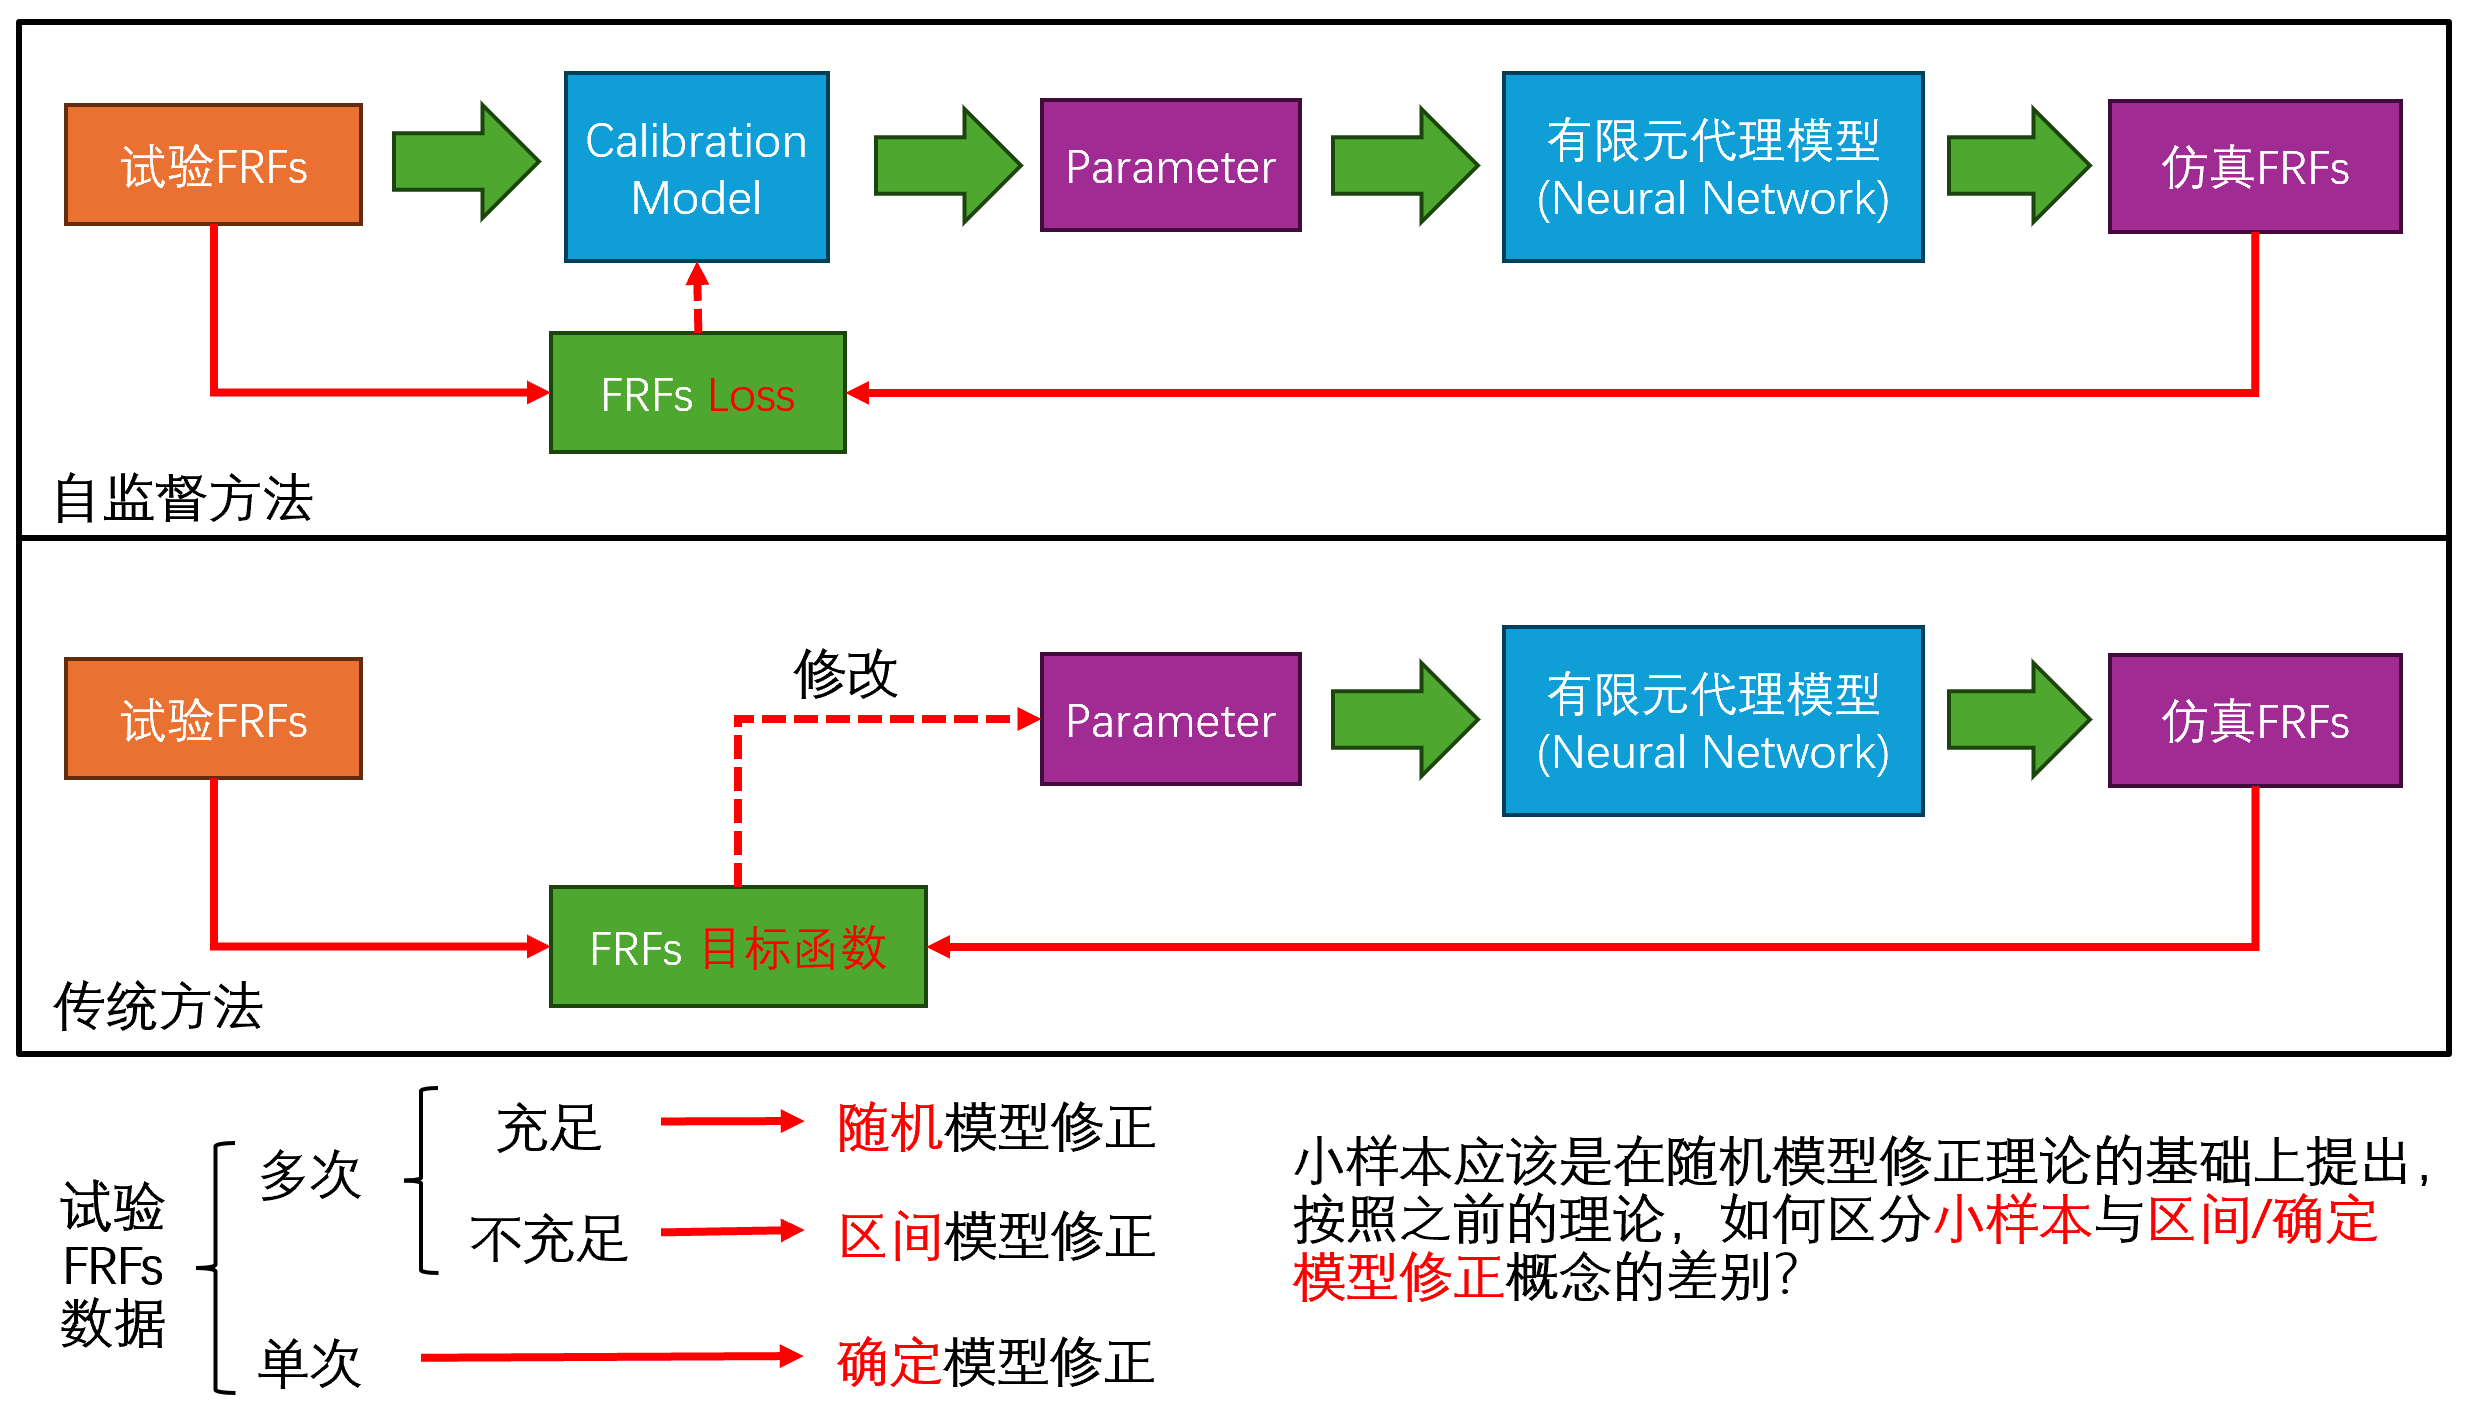 试验FRFs
Calibration
Model
Parameter
有限元代理模型
(Neural Network)
仿真FRFs
FRFs Loss
自监督方法
修改
试验FRFs
Parameter
有限元代理模型
(Neural Network)
仿真FRFs
FRFs 目标函数
传统方法
试验
FRFs
数据
多次
充足
随机模型修正
不充足
区间模型修正
单次
确定模型修正
小样本应该是在随机模型修正理论的基础上提出，
按照之前的理论，如何区分小样本与区间/确定
模型修正概念的差别？